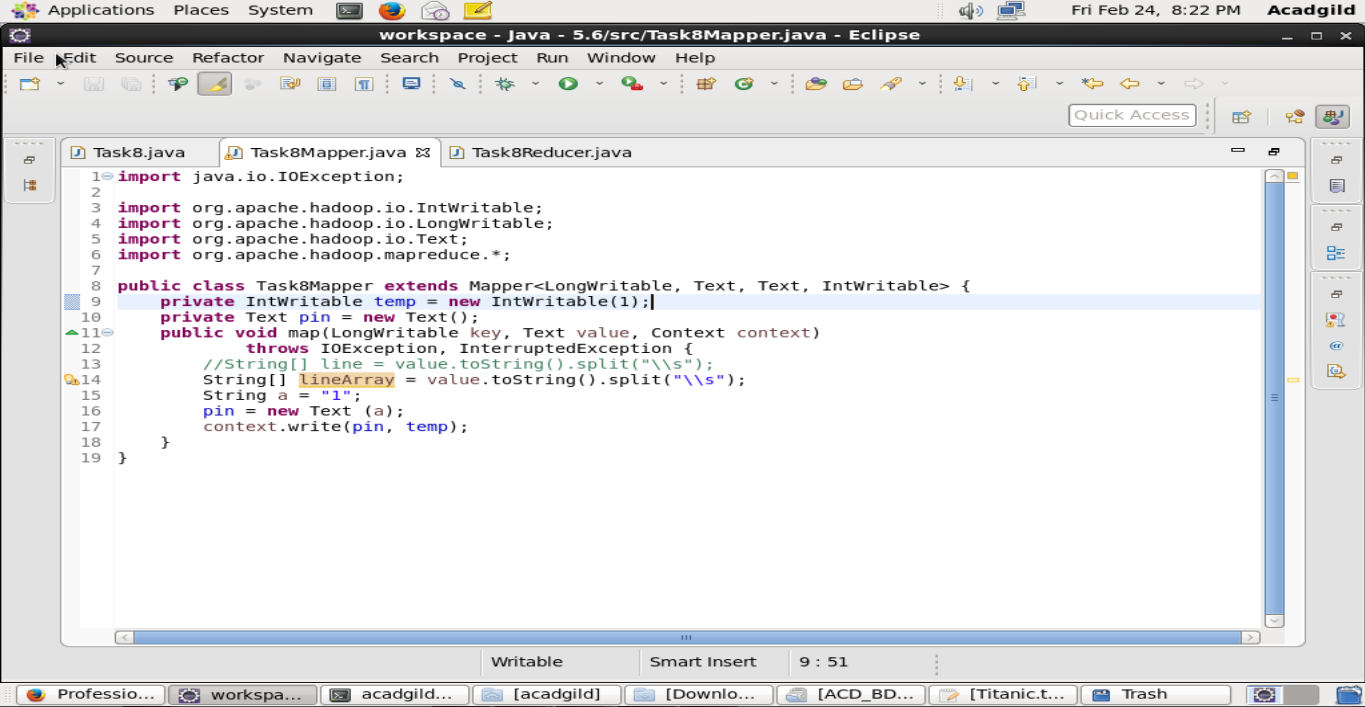 Applications Places System Fri Feb 24, 8:22 PM Acadgild
workspace - Java - 5.6/src/Task8Mapper.java - Eclipse
File Edit Source Refactor Navigate Search Project Run Window Help
Quick Access
Task8.java Task8Mapper.java Task8Reducer.java
1 import java.io.IOException;
2
3 import org.apache.hadoop.io.IntWritable;
4 import org.apache.hadoop.io.LongWritable;
5 import org.apache.hadoop.io.Text;
6 import org.apache.hadoop.mapreduce.*;
7
8 public class Task8Mapper extends Mapper<LongWritable, Text, Text, IntWritable> {
9 private IntWritable temp = new IntWritable(1);
10 private Text pin = new Text();
11 public void map(LongWritable key, Text value, Context context)
12 throws IOException, InterruptedException {
13 //String[] line = value.toString().split("\\s");
14 String[] lineArray = value.toString().split("\\s");
15 String a = "1";
16 pin = new Text (a);
17 context.write(pin, temp);
18 }
19 }
Writable Smart Insert 9 : 51
Professio... workspa... acadgild... [acadgild] [Downlo... [ACD_BD... [Titanic.t... Trash